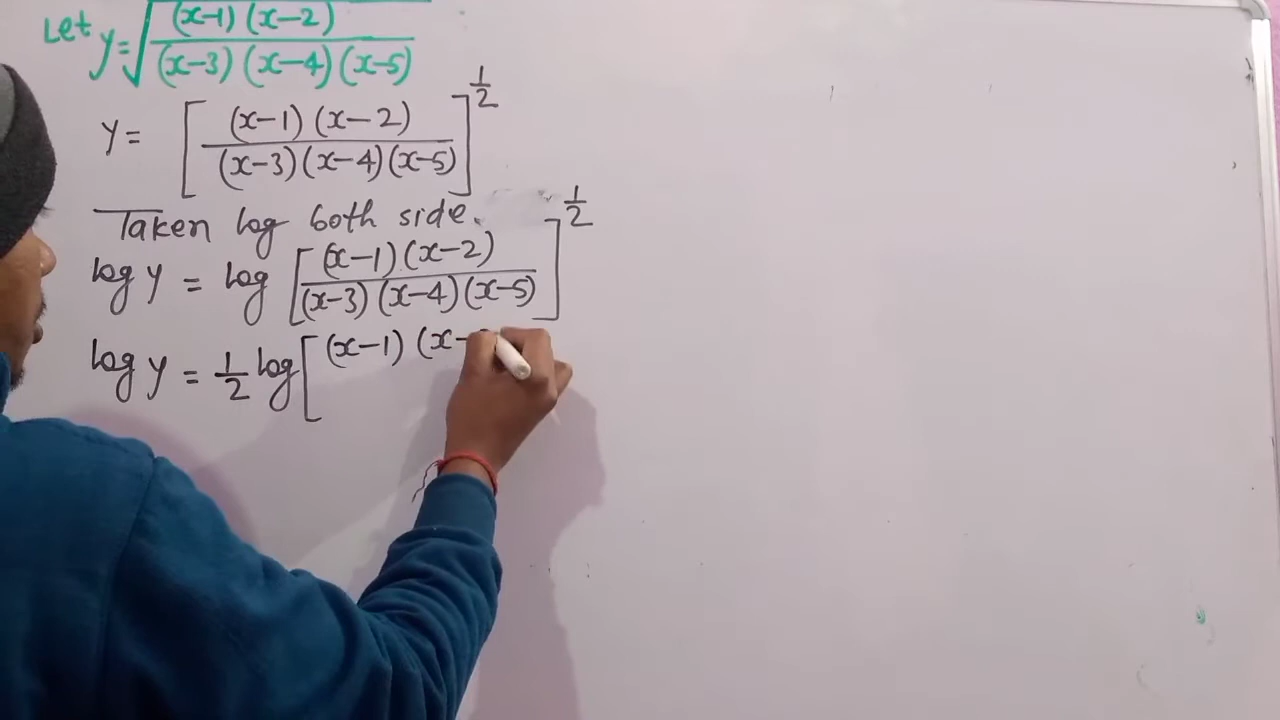 Let y = √((x-1) (x-2) / (x-3) (x-4) (x-5))
y = [(x-1) (x-2) / (x-3) (x-4) (x-5)]^1/2
Taken log both side.
log y = log [(x-1) (x-2) / (x-3) (x-4) (x-5)]^1/2
log y = 1/2 log [(x-1) (x-